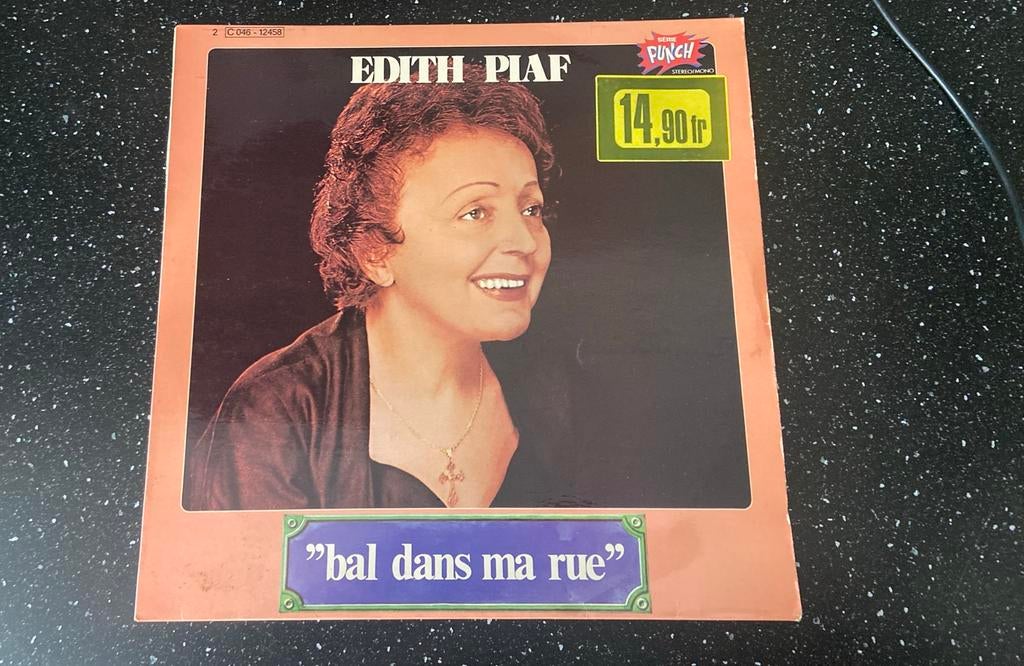 2 C 046 - 12458
EDITH PIAF
SÉRIE
PUNCH
STEREO/MONO
14,90 fr
"bal dans ma rue"